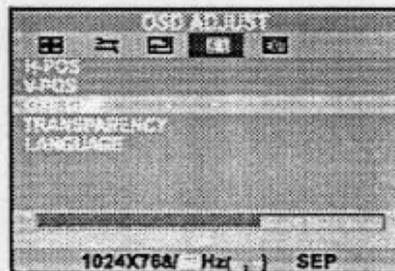 OSD ADJUST
H-POS
V-POS
TRANSPARENCY
LANGUAGE
1024X768/ Hz( , ) SEP